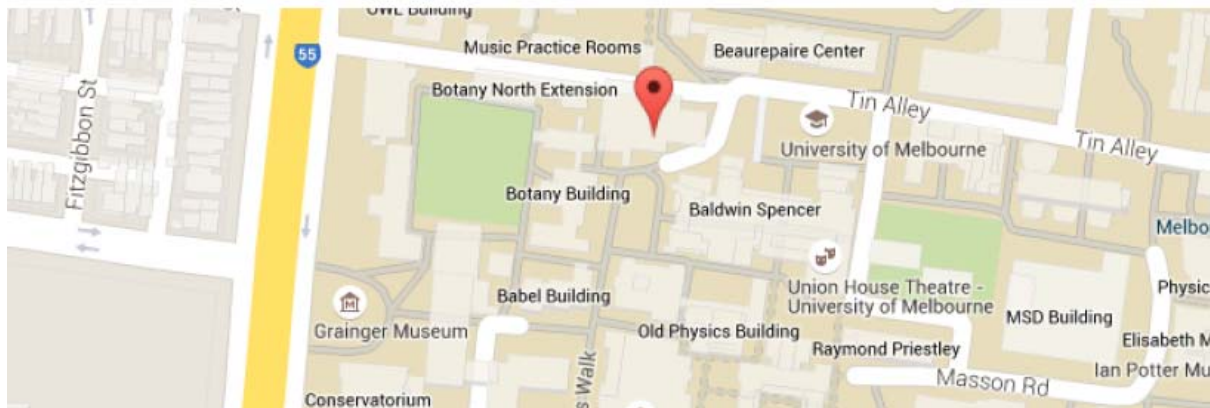 OWL Building
55
Music Practice Rooms
Beaurepaire Center
Botany North Extension
Tin Alley
Tin Alley
University of Melbourne
Fitzgibbon St
Botany Building
Baldwin Spencer
Melbo
Union House Theatre -
University of Melbourne
Physic
Babel Building
MSD Building
Grainger Museum
M
Old Physics Building
Elisabeth M
Raymond Priestley
Ian Potter Mu
Masson Rd
s Walk
Conservatorium